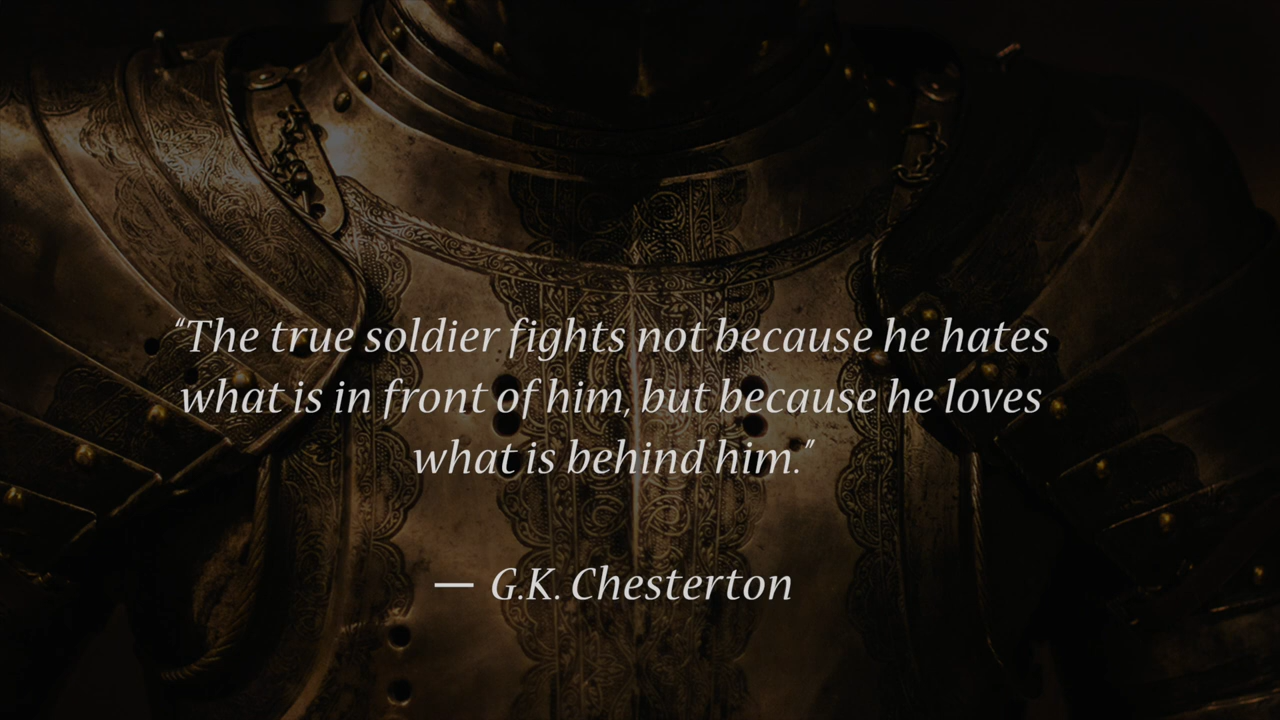 “The true soldier fights not because he hates
what is in front of him, but because he loves
what is behind him.”
— G.K. Chesterton